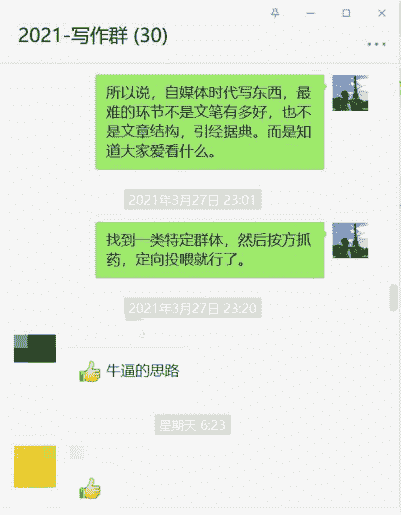 2021-写作群 (30)
所以说，自媒体时代写东西，最
难的环节不是文笔有多好，也不
是文章结构，引经据典。而是知
道大家爱看什么。
2021年3月27日 23:01
找到一类特定群体，然后按方抓
药，定向投喂就行了。
2021年3月27日 23:20
👍 牛逼的思路
星期天 6:23
👍